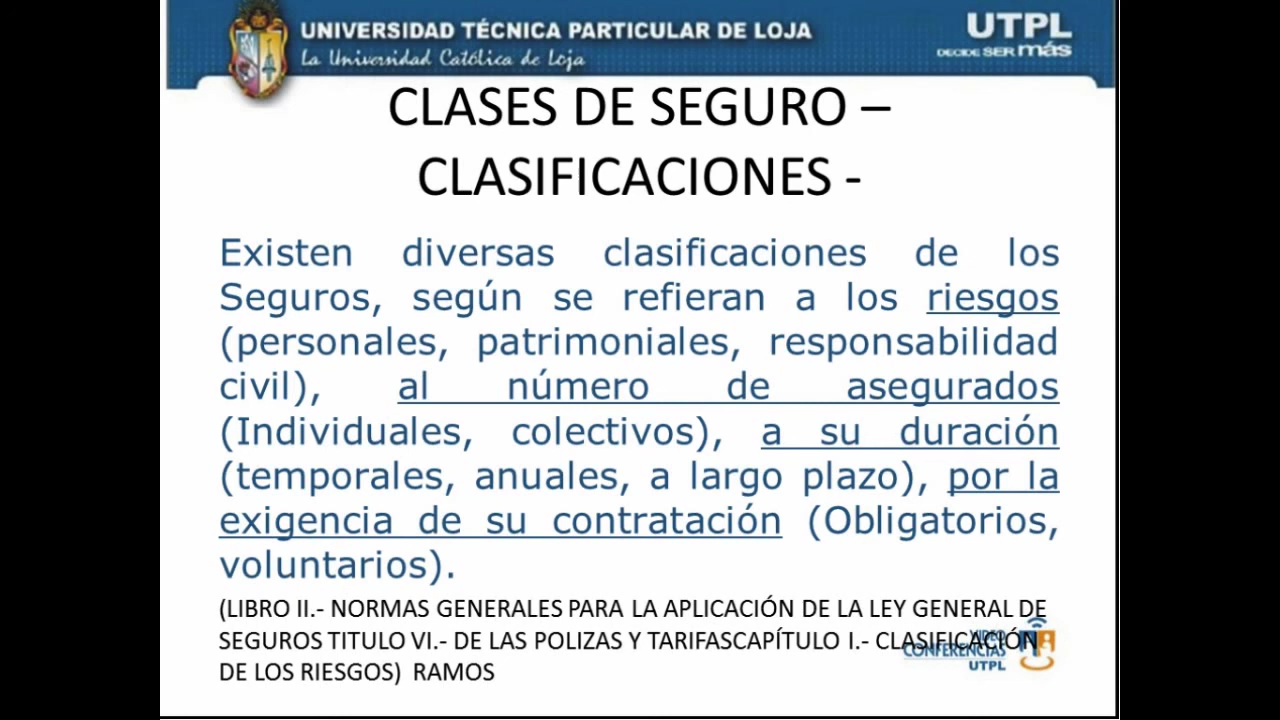 UNIVERSIDAD TÉCNICA PARTICULAR DE LOJA
La Universidad Católica de Loja
UTPL
DECIDE SER más
CLASES DE SEGURO –
CLASIFICACIONES -
Existen diversas clasificaciones de los
Seguros, según se refieran a los riesgos
(personales, patrimoniales, responsabilidad
civil), al número de asegurados
(Individuales, colectivos), a su duración
(temporales, anuales, a largo plazo), por la
exigencia de su contratación (Obligatorios,
voluntarios).
(LIBRO II.- NORMAS GENERALES PARA LA APLICACIÓN DE LA LEY GENERAL DE
SEGUROS TITULO VI.- DE LAS POLIZAS Y TARIFASCAPÍTULO I.- CLASIFICACIÓN
DE LOS RIESGOS) RAMOS
VIDEO
CONFERENCIAS
UTPL